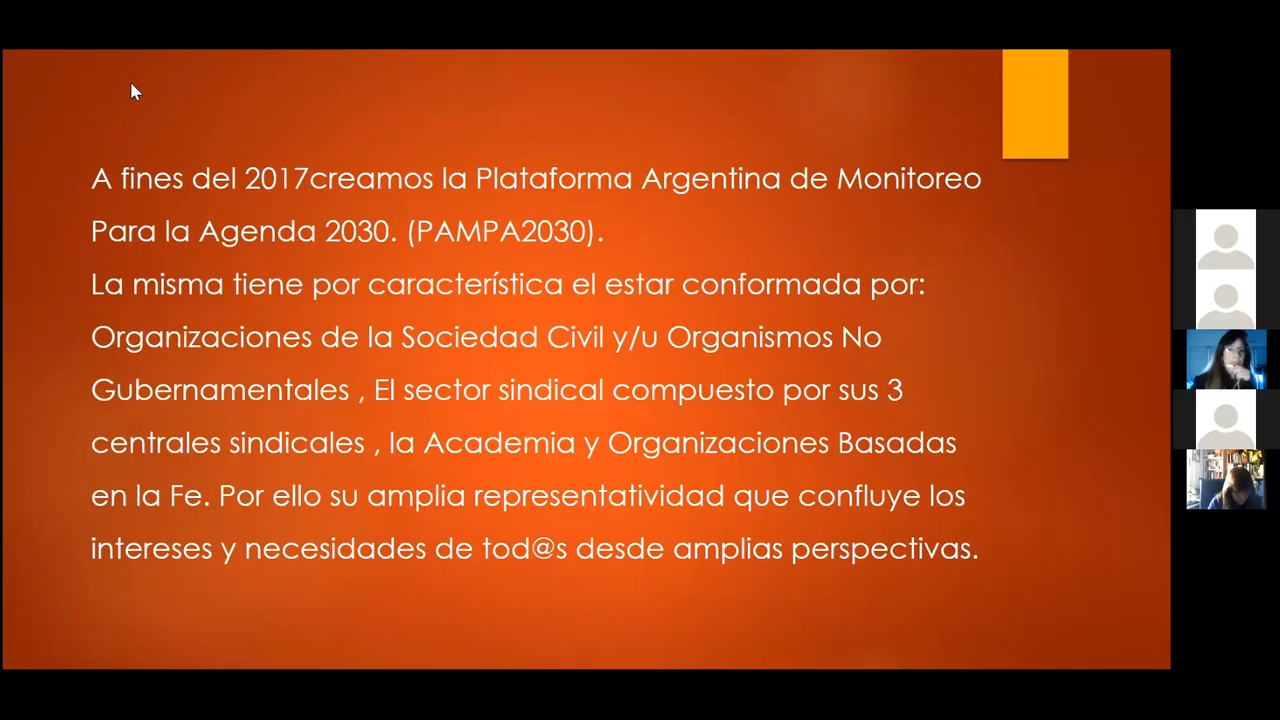 A fines del 2017creamos la Plataforma Argentina de Monitoreo
Para la Agenda 2030. (PAMPA2030).
La misma tiene por característica el estar conformada por:
Organizaciones de la Sociedad Civil y/u Organismos No
Gubernamentales , El sector sindical compuesto por sus 3
centrales sindicales , la Academia y Organizaciones Basadas
en la Fe. Por ello su amplia representatividad que confluye los
intereses y necesidades de tod@s desde amplias perspectivas.